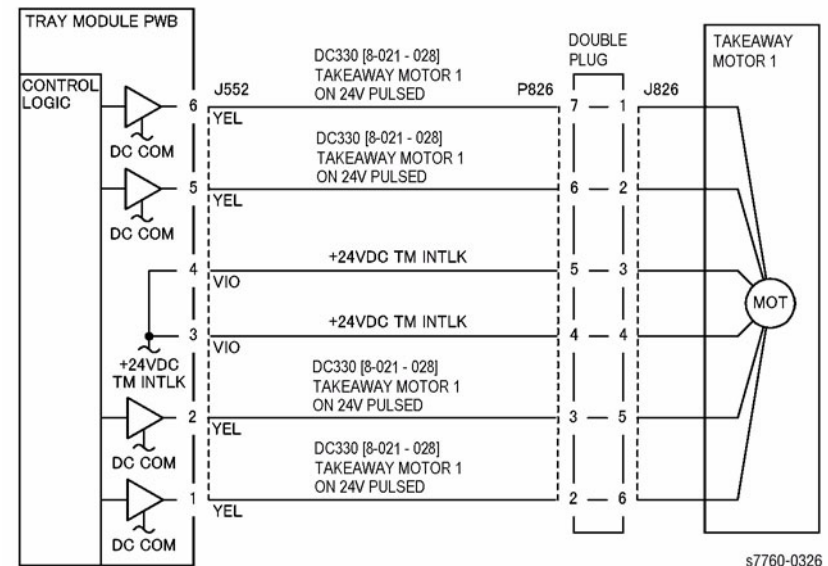 TRAY MODULE PWB
CONTROL
LOGIC
DC COM
DC COM
+24VDC
TM INTLK
DC COM
DC COM
6
5
4
3
2
1
J552
YEL
YEL
VIO
VIO
YEL
YEL
DC330 [8-021 - 028]
TAKEAWAY MOTOR 1
ON 24V PULSED
DC330 [8-021 - 028]
TAKEAWAY MOTOR 1
ON 24V PULSED
+24VDC TM INTLK
+24VDC TM INTLK
DC330 [8-021 - 028]
TAKEAWAY MOTOR 1
ON 24V PULSED
DC330 [8-021 - 028]
TAKEAWAY MOTOR 1
ON 24V PULSED
P826
DOUBLE
PLUG
7 — 1
6 — 2
5 — 3
4 — 4
3 — 5
2 — 6
J826
TAKEAWAY
MOTOR 1
MOT
s7760-0326